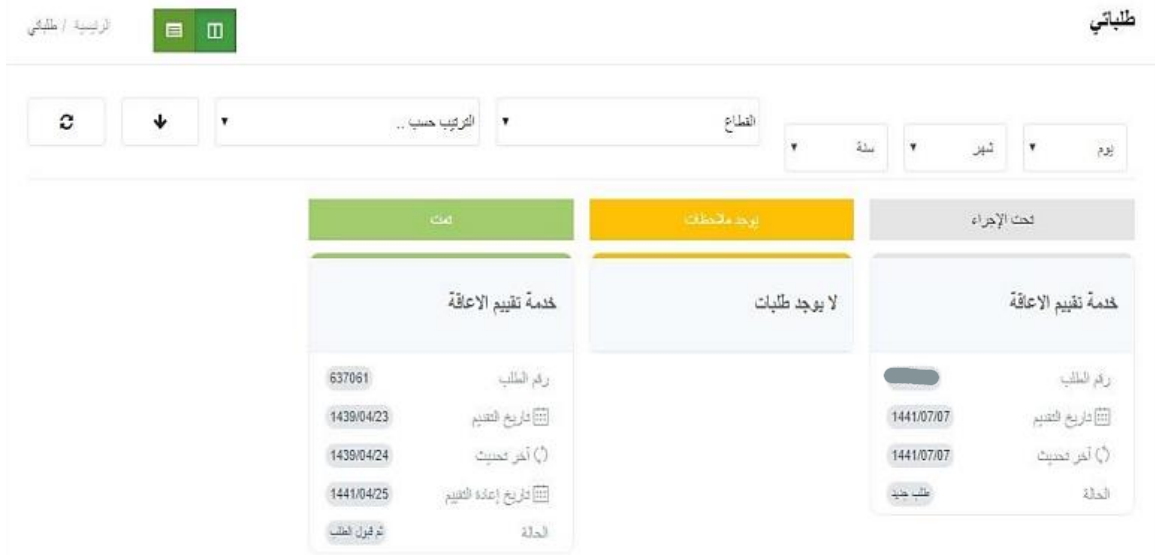 طلباتي
الرئيسية / طلباتي
يوم
شهر
سنة
القطاع
الترتيب حسب ..
تحت الإجراء
يوجد ملاحظات
تمت
خدمة تقييم الاعاقة
رقم الطلب
تاريخ التقديم 1441/07/07
آخر تحديث 1441/07/07
الحالة طلب جديد
لا يوجد طلبات
خدمة تقييم الاعاقة
رقم الطلب 637061
تاريخ التقديم 1439/04/23
آخر تحديث 1439/04/24
تاريخ إعادة التقييم 1441/04/25
الحالة تم قبول الطلب